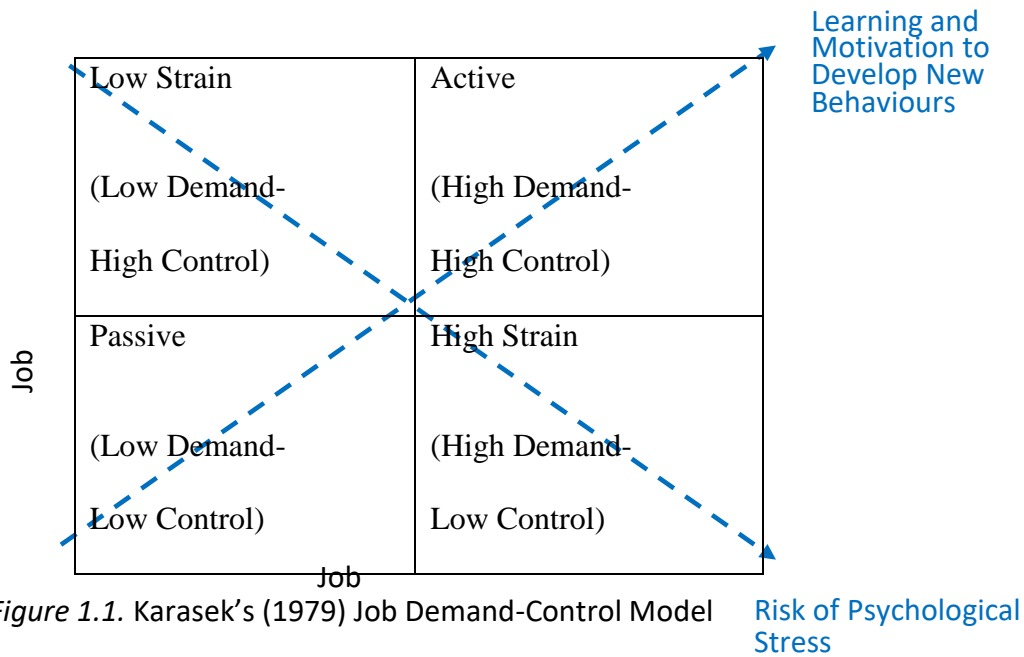 Learning and
Motivation to
Develop New
Behaviours
Low Strain
(Low Demand-
High Control)
Active
(High Demand-
High Control)
Passive
(Low Demand-
Low Control)
High Strain
(High Demand-
Low Control)
Job
Job
Figure 1.1. Karasek’s (1979) Job Demand-Control Model
Risk of Psychological
Stress